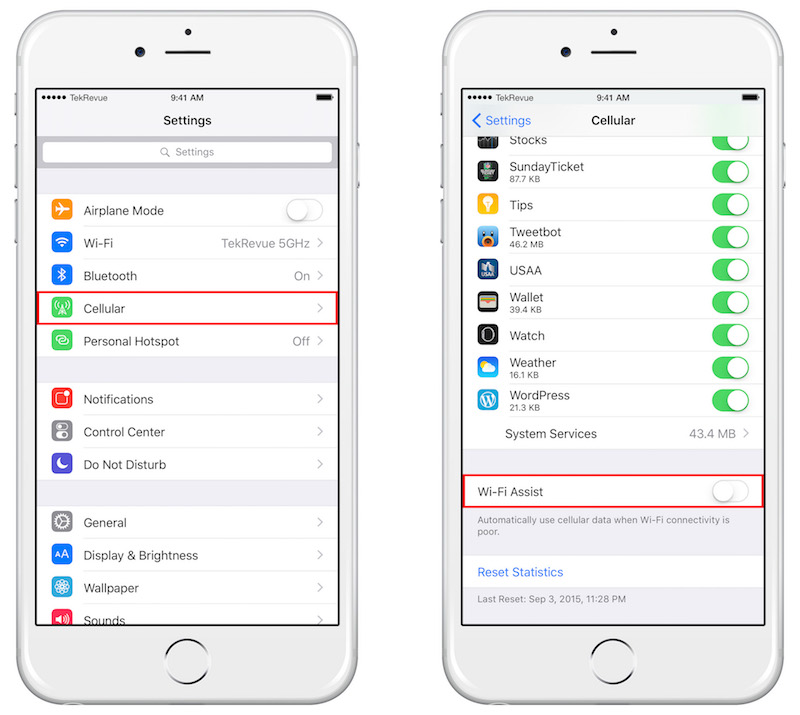 TekRevue 9:41 AM
Settings
Settings
Airplane Mode
Wi-Fi TekRevue 5GHz
Bluetooth On
Cellular
Personal Hotspot Off
Notifications
Control Center
Do Not Disturb
General
AA Display & Brightness
Wallpaper
Sounds
TekRevue 9:41 AM
Settings Cellular
Stocks
SundayTicket
87.7 KB
Tips
Tweetbot
46.2 MB
USAA USAA
Wallet
39.4 KB
Watch
Weather
16.1 KB
WordPress
21.3 KB
System Services 43.4 MB
Wi-Fi Assist
Automatically use cellular data when Wi-Fi connectivity is
poor.
Reset Statistics
Last Reset: Sep 3, 2015, 11:28 PM